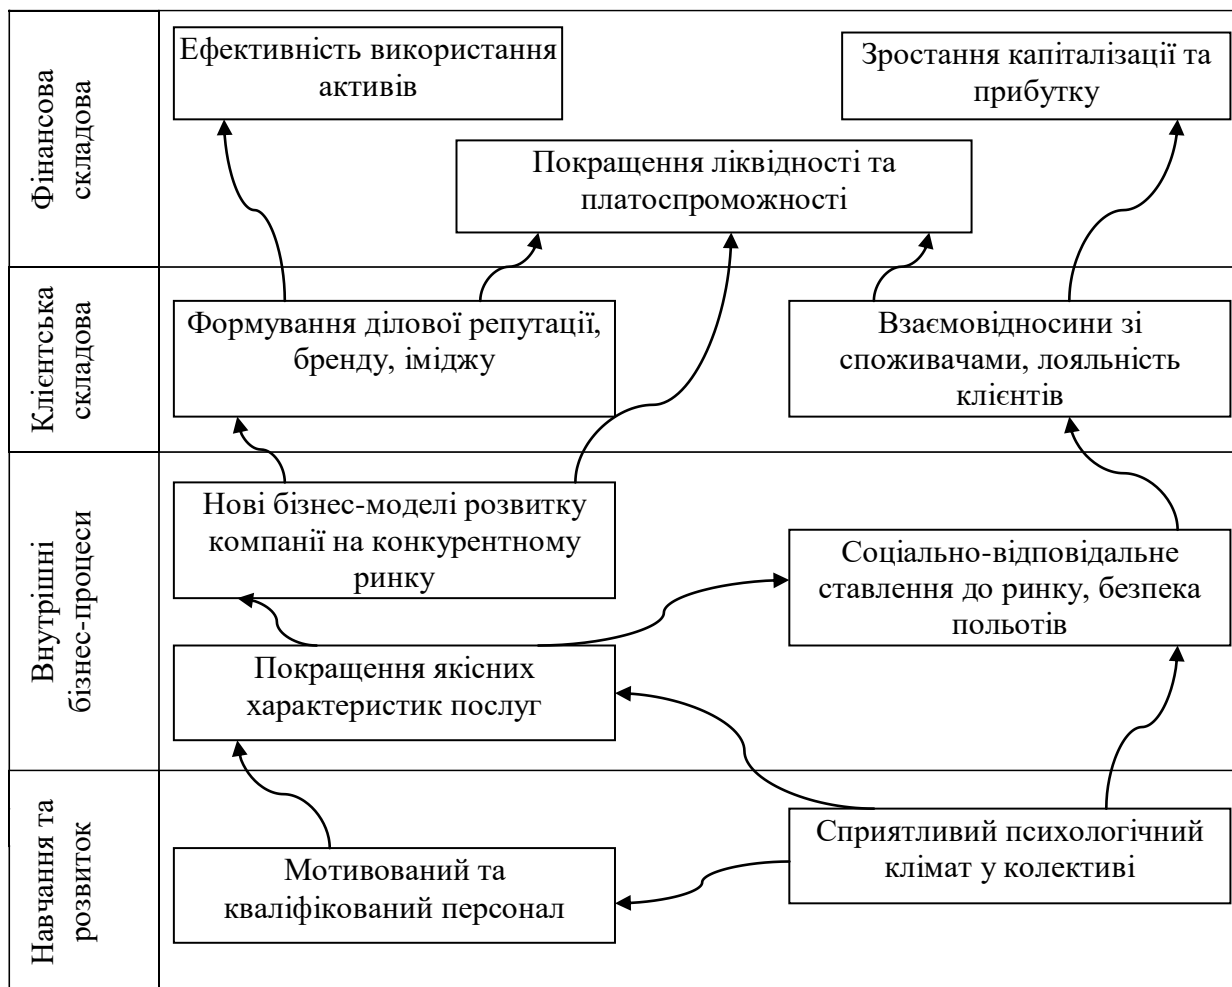 Фінансова
складова
Ефективність використання
активів
Зростання капіталізації та
прибутку
Покращення ліквідності та
платоспроможності
Клієнтська
складова
Формування ділової репутації,
бренду, іміджу
Взаємовідносини зі
споживачами, лояльність
клієнтів
Внутрішні
бізнес-процеси
Нові бізнес-моделі розвитку
компанії на конкурентному
ринку
Соціально-відповідальне
ставлення до ринку, безпека
польотів
Покращення якісних
характеристик послуг
Навчання та
розвиток
Сприятливий психологічний
клімат у колективі
Мотивований та
кваліфікований персонал